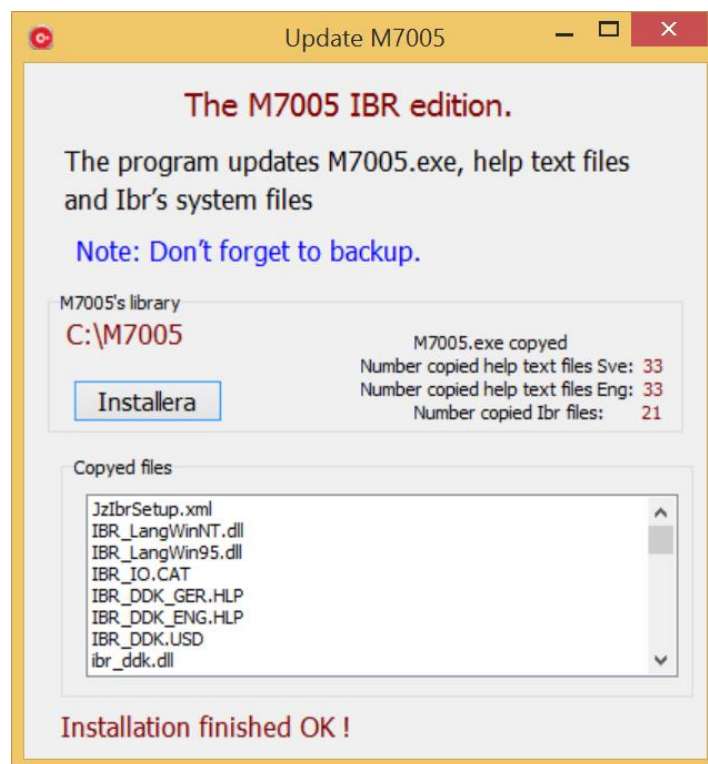 Update M7005
The M7005 IBR edition.
The program updates M7005.exe, help text files
and Ibr’s system files
Note: Don’t forget to backup.
M7005's library
C:\M7005
M7005.exe copyed
Number copied help text files Sve: 33
Number copied help text files Eng: 33
Number copied Ibr files: 21
Installera
Copyed files
JzIbrSetup.xml
IBR_LangWinNT.dll
IBR_LangWin95.dll
IBR_IO.CAT
IBR_DDK_GER.HLP
IBR_DDK_ENG.HLP
IBR_DDK.USD
ibr_ddk.dll
Installation finished OK !